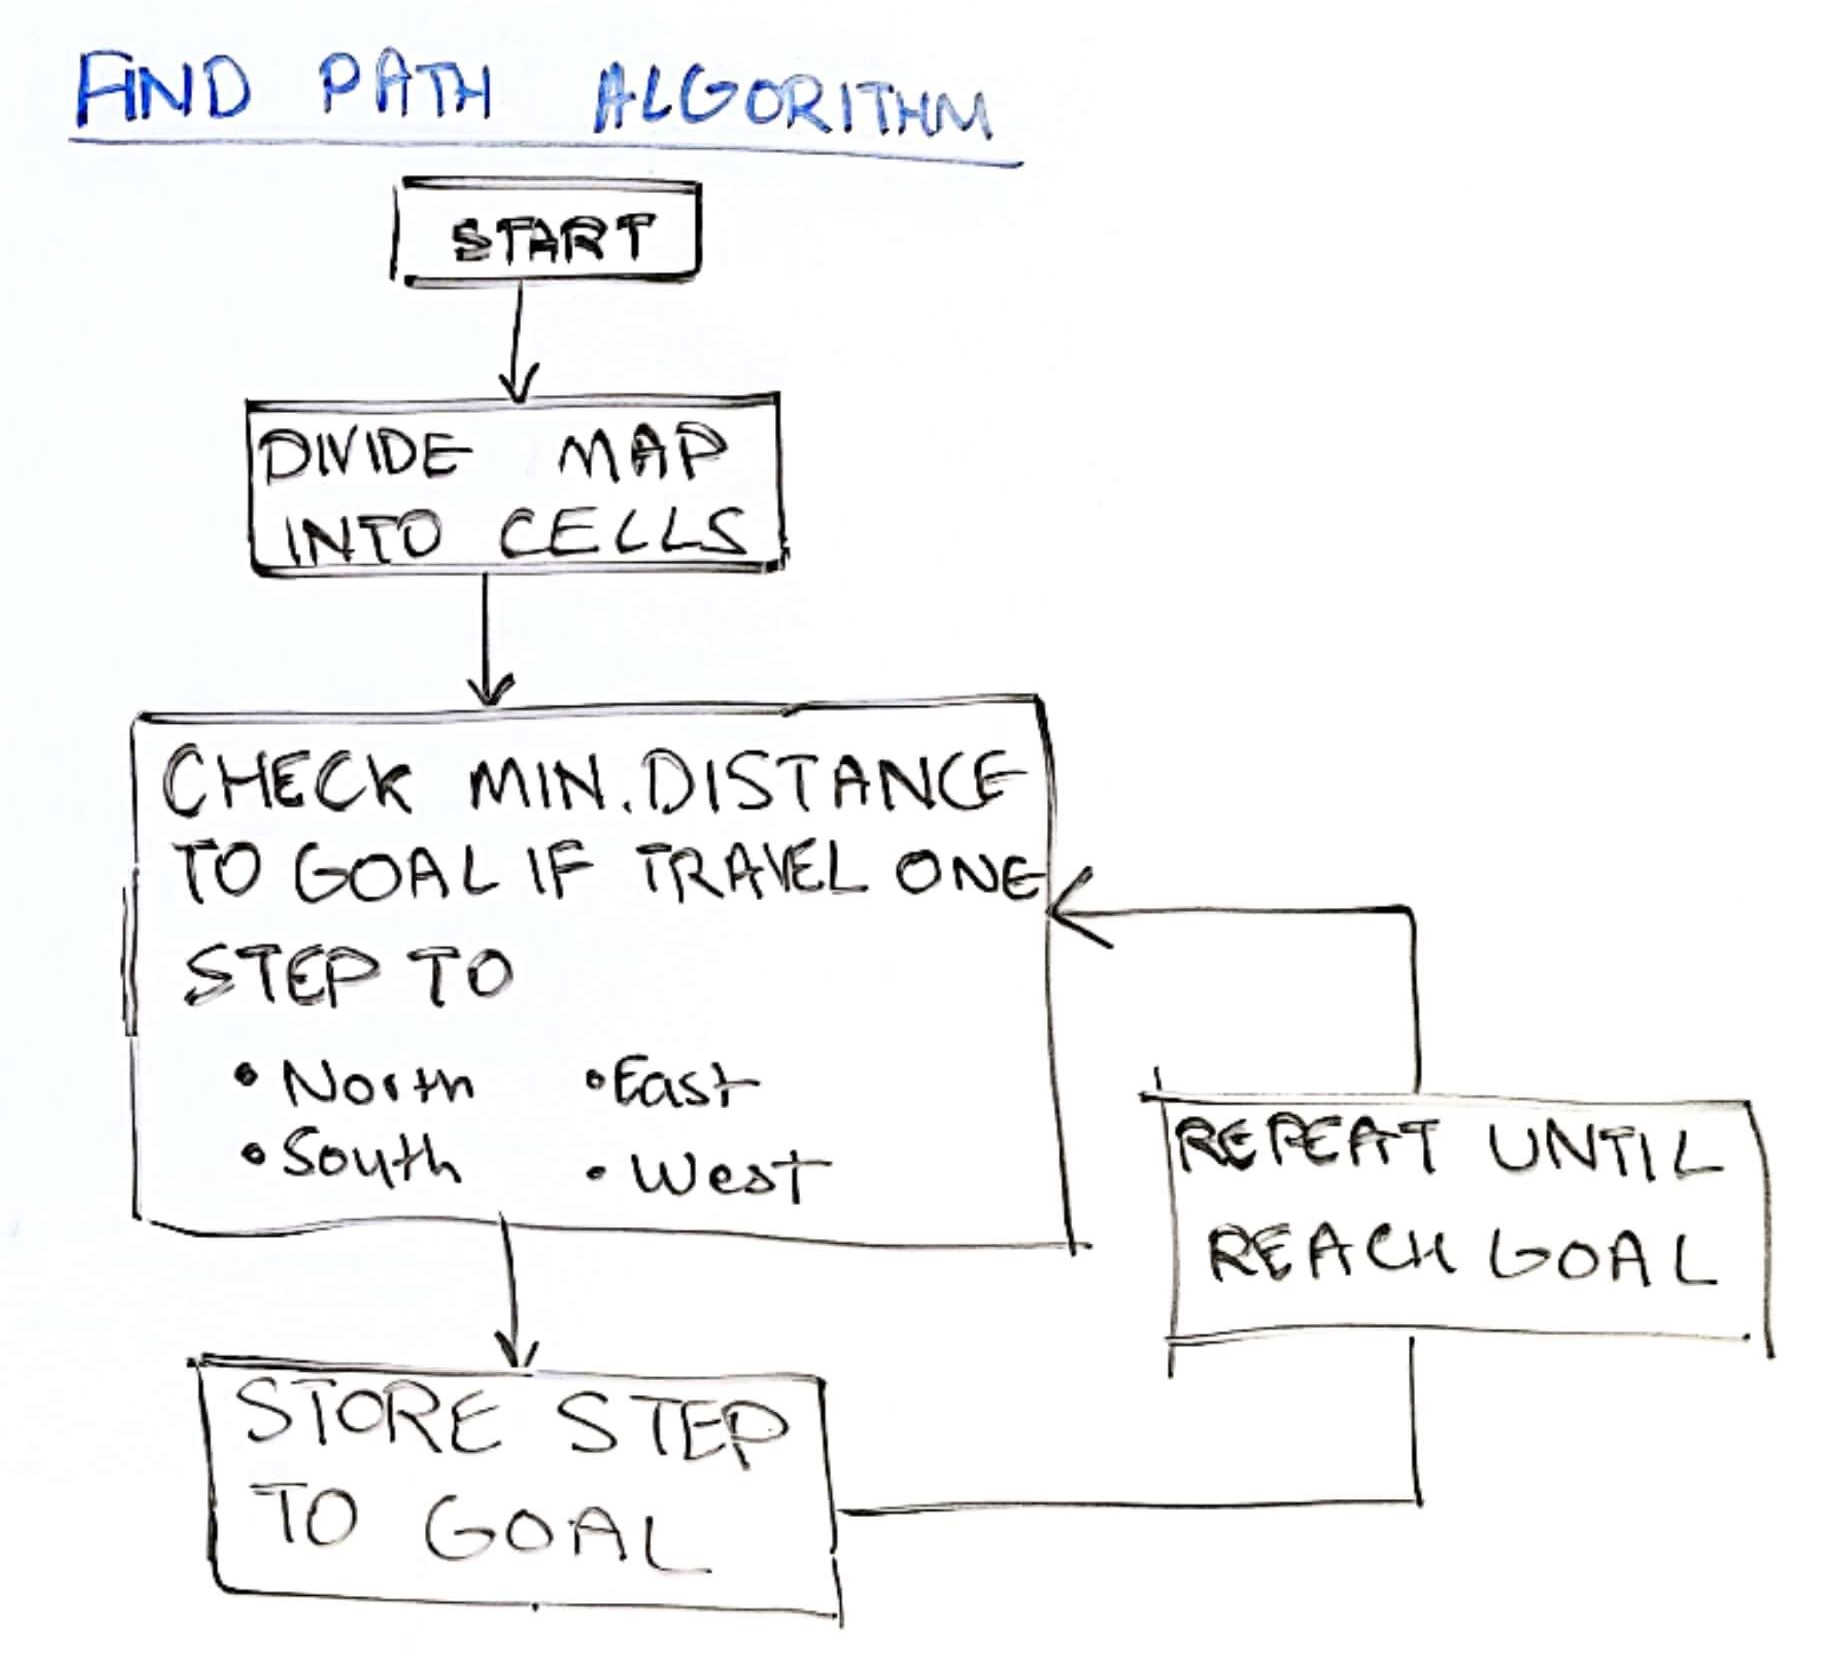 FIND PATH ALGORITHM
START
DIVIDE MAP
INTO CELLS
CHECK MIN. DISTANCE
TO GOAL IF TRAVEL ONE
STEP TO
• North • East
• South • West
REPEAT UNTIL
REACH GOAL
STORE STEP
TO GOAL